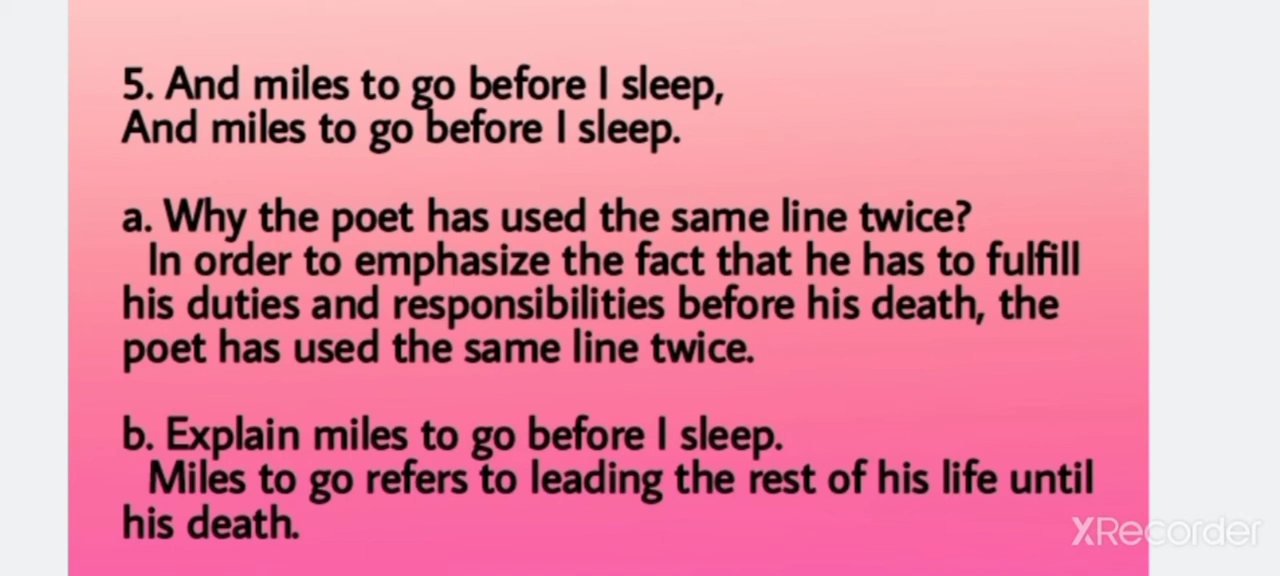 5. And miles to go before I sleep,
And miles to go before I sleep.
a. Why the poet has used the same line twice?
In order to emphasize the fact that he has to fulfill
his duties and responsibilities before his death, the
poet has used the same line twice.
b. Explain miles to go before I sleep.
Miles to go refers to leading the rest of his life until
his death.
XRecorder